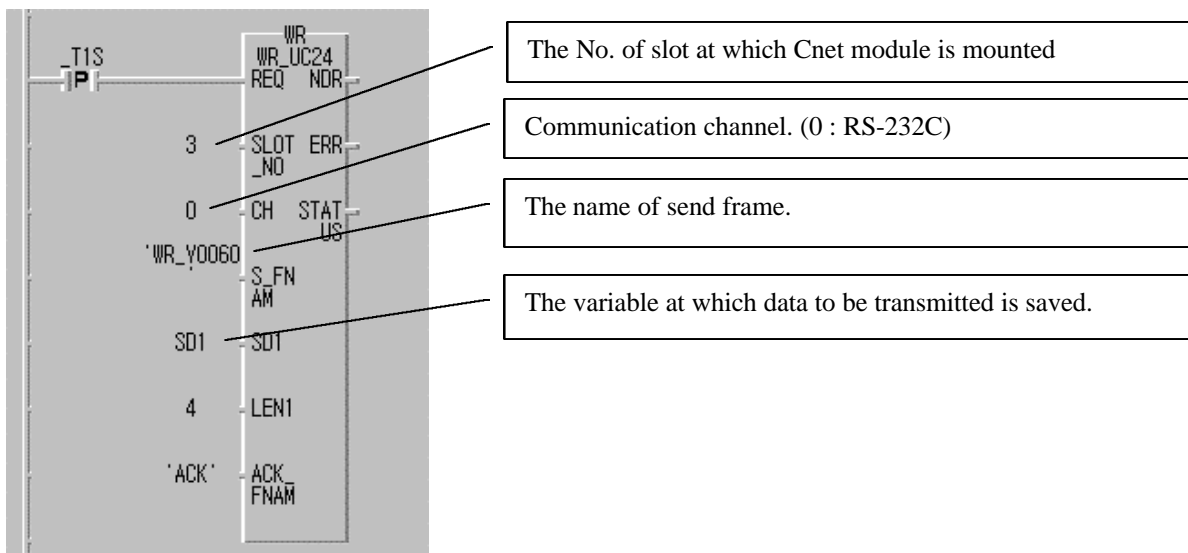 WR
_T1S
WR_UC24
P
REQ NDR
The No. of slot at which Cnet module is mounted
3
SLOT _NO
ERR
Communication channel. (0 : RS-232C)
0
CH
STAT US
The name of send frame.
'WR_Y0060'
S_FN AM
The variable at which data to be transmitted is saved.
SD1
SD1
4
LEN1
'ACK'
ACK_ FNAM